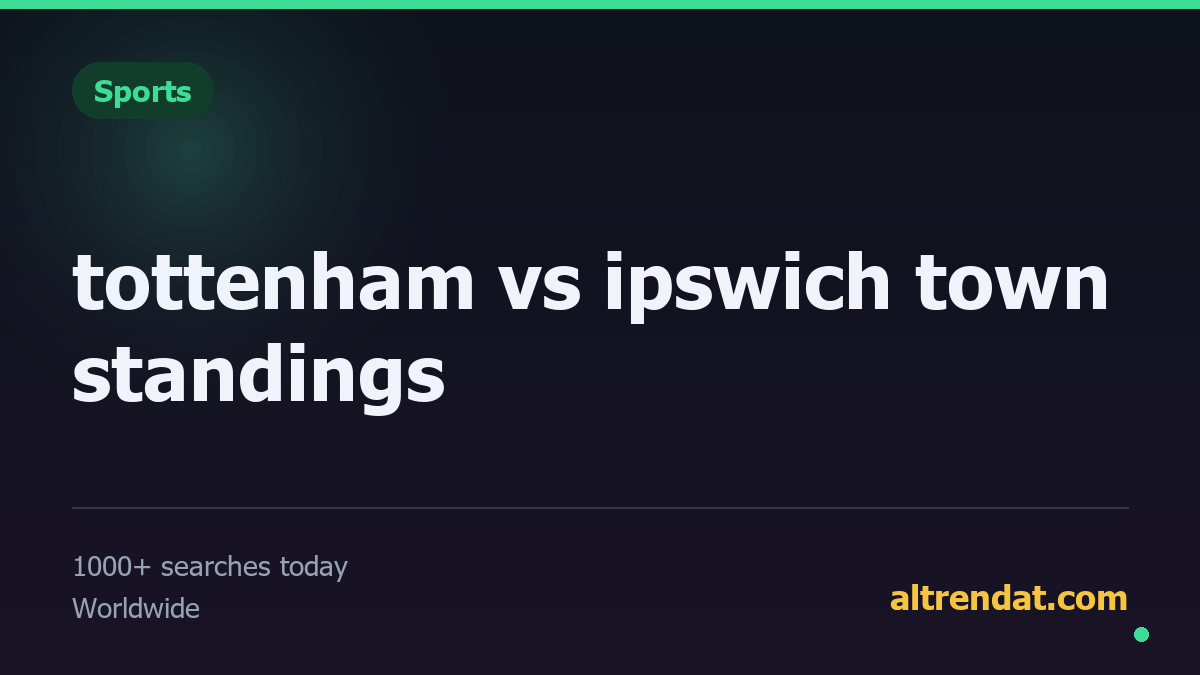 Sports
tottenham vs ipswich town
standings
1000+ searches today
Worldwide
altrendat.com